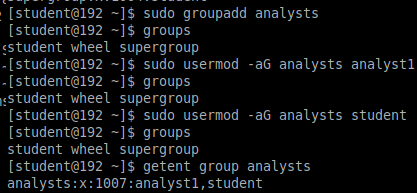 [student@192 ~]$ sudo groupadd analysts
[student@192 ~]$ groups
student wheel supergroup
[student@192 ~]$ sudo usermod -aG analysts analyst1
[student@192 ~]$ groups
student wheel supergroup
[student@192 ~]$ sudo usermod -aG analysts student
[student@192 ~]$ groups
student wheel supergroup
[student@192 ~]$ getent group analysts
analysts:x:1007:analyst1,student